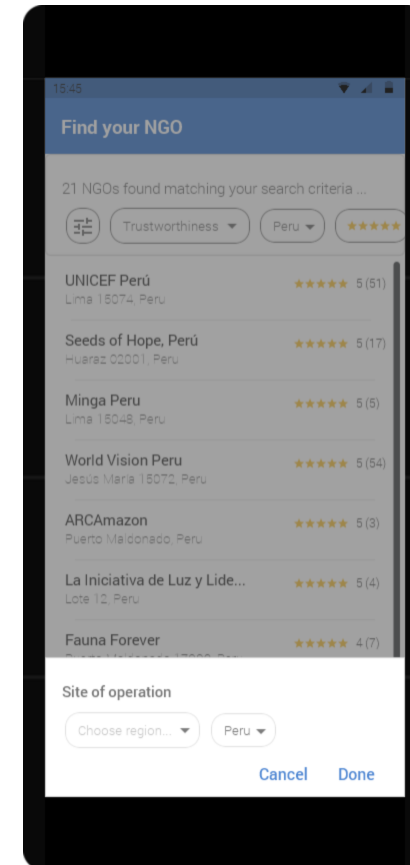 15:45
Find your NGO
21 NGOs found matching your search criteria ...
Trustworthiness Peru
UNICEF Perú 5 (51)
Lima 15074, Peru
Seeds of Hope, Perú 5 (17)
Huaraz 02001, Peru
Minga Peru 5 (5)
Lima 15048, Peru
World Vision Peru 5 (54)
Jesús María 15072, Peru
ARCAmazon 5 (3)
Puerto Maldonado, Peru
La Iniciativa de Luz y Lide... 5 (4)
Lote 12, Peru
Fauna Forever 4 (7)
Site of operation
Choose region... Peru
Cancel Done